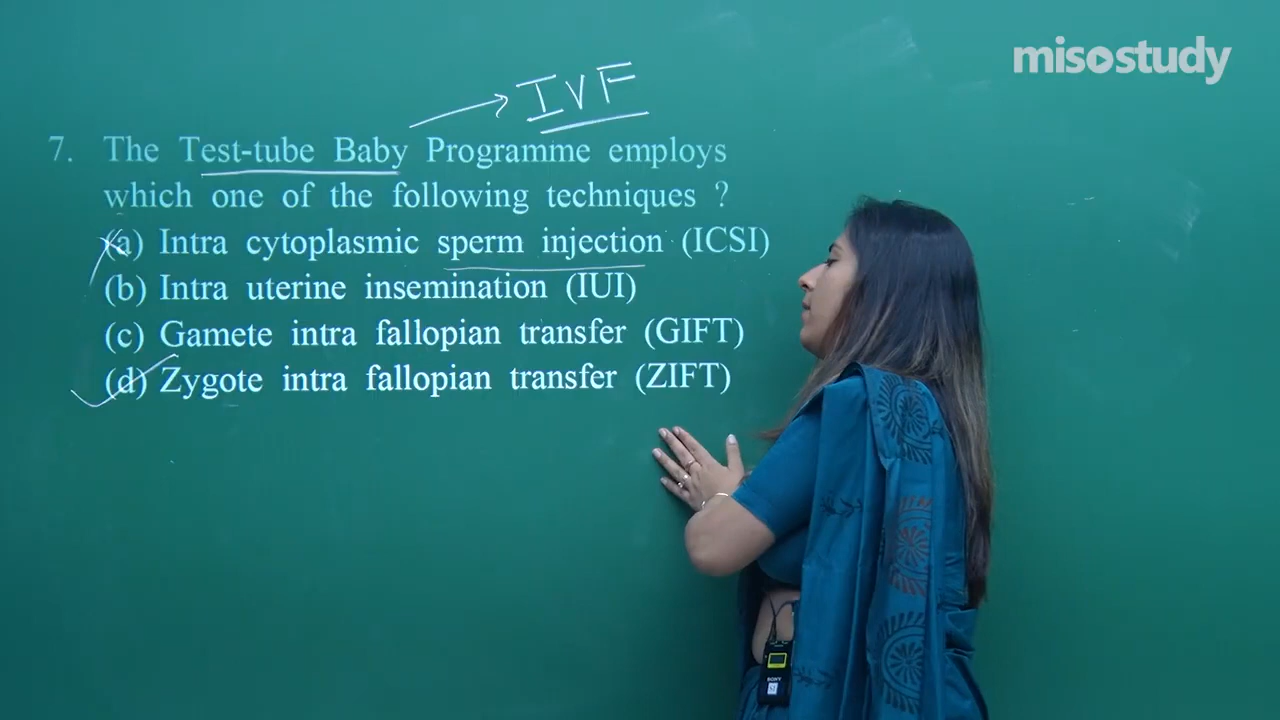 misostudy
IVF
7. The Test-tube Baby Programme employs
which one of the following techniques ?
(a) Intra cytoplasmic sperm injection (ICSI)
(b) Intra uterine insemination (IUI)
(c) Gamete intra fallopian transfer (GIFT)
(d) Zygote intra fallopian transfer (ZIFT)
SONY